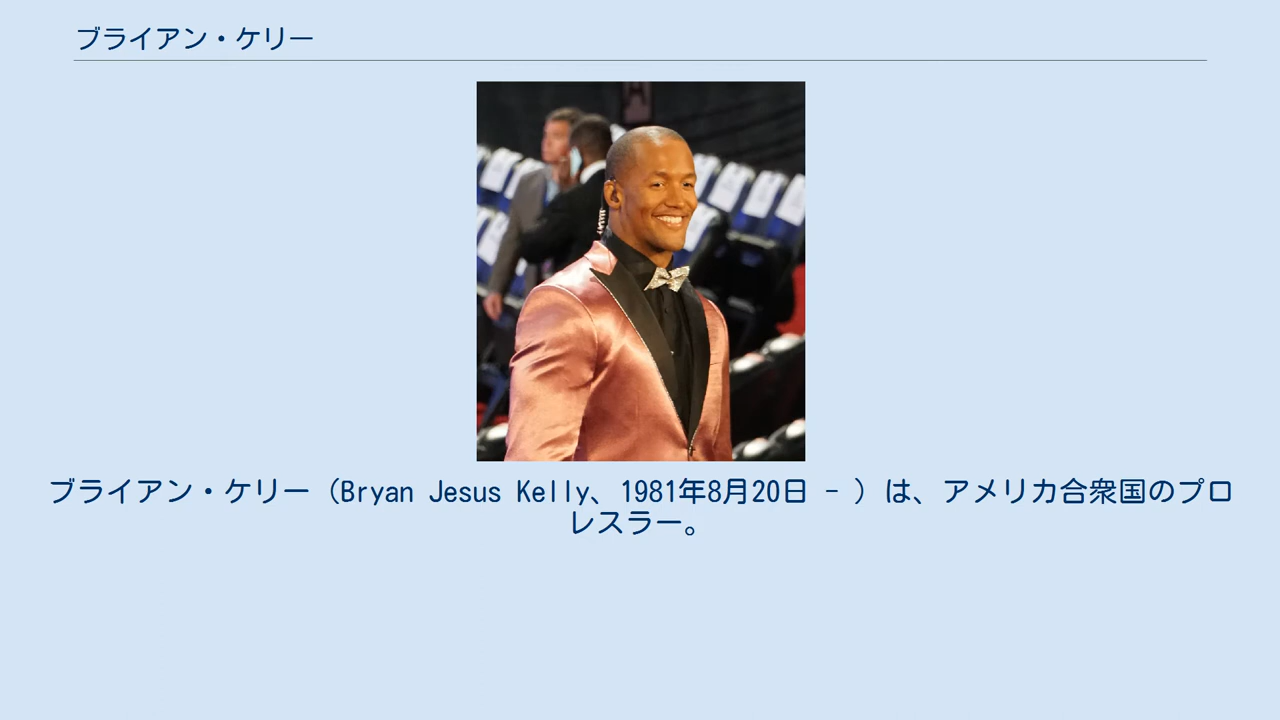 ブライアン・ケリー
ブライアン・ケリー（Bryan Jesus Kelly、1981年8月20日 - ）は、アメリカ合衆国のプロ
レスラー。